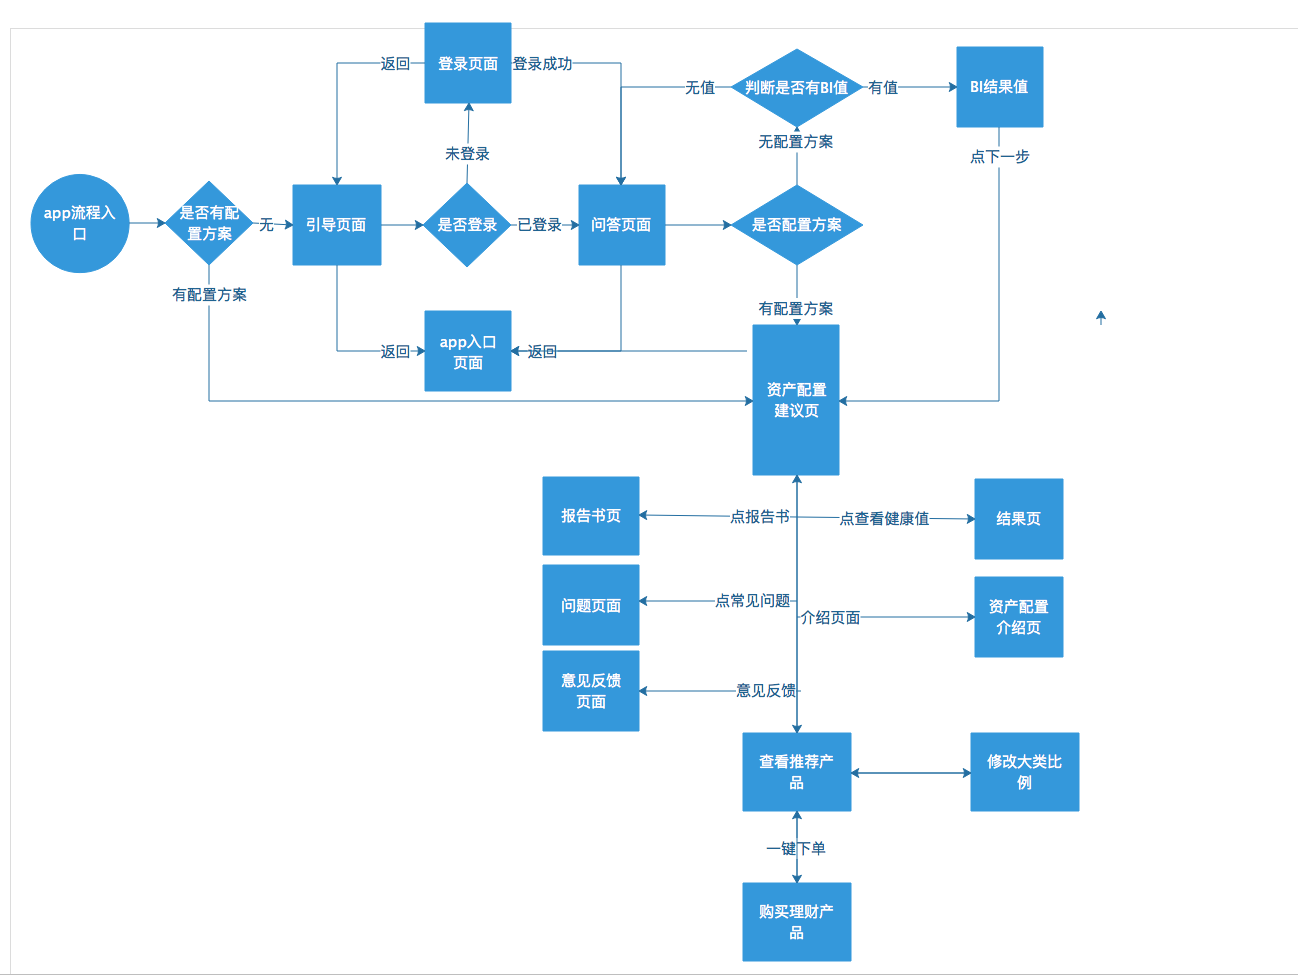 登录页面
返回
登录成功
无值
判断是否有BI值
有值
BI结果值
未登录
无配置方案
点下一步
app流程入
口
是否有配
置方案
无
引导页面
是否登录
已登录
问答页面
是否配置方案
有配置方案
有配置方案
返回
app入口
页面
返回
资产配置
建议页
报告书页
点报告书
点查看健康值
结果页
问题页面
点常见问题
介绍页面
资产配置
介绍页
意见反馈
页面
意见反馈
查看推荐产
品
修改大类比
例
一键下单
购买理财产
品